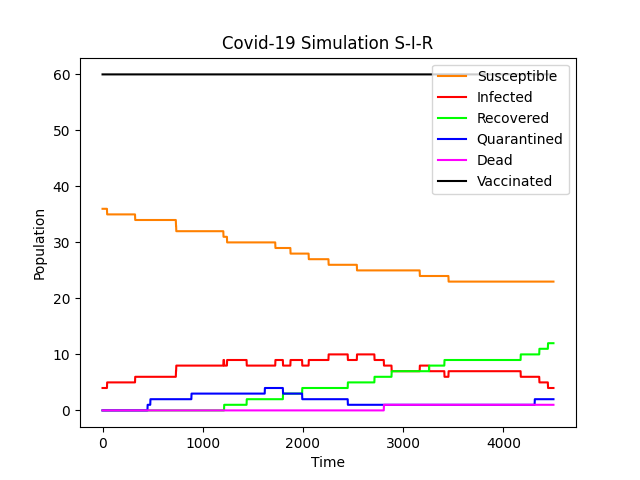 Covid-19 Simulation S-I-R
60
50
40
30
20
10
0
Population
Susceptible
Infected
Recovered
Quarantined
Dead
Vaccinated
0 1000 2000 3000 4000
Time